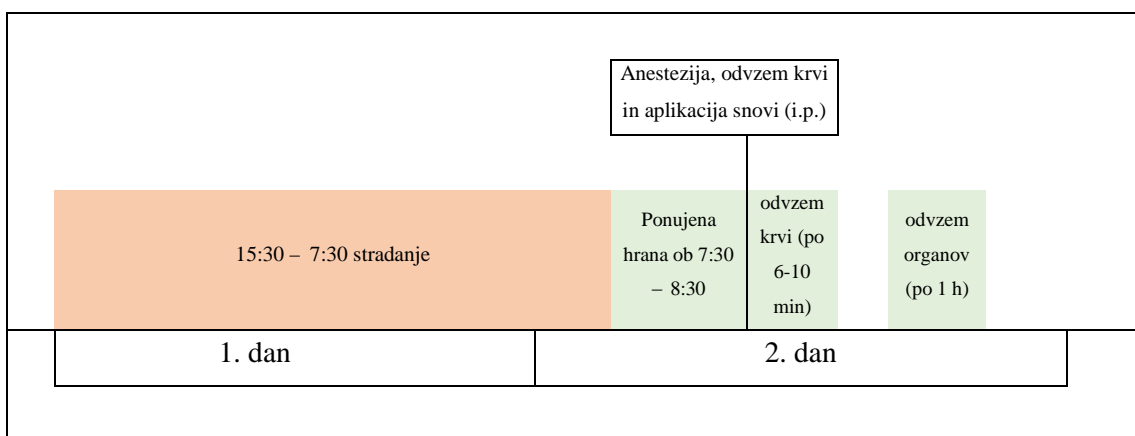 Anestezija, odvzem krvi
in aplikacija snovi (i.p.)
15:30 – 7:30 stradanje
Ponujena
hrana ob 7:30
– 8:30
odvzem
krvi (po
6-10
min)
odvzem
organov
(po 1 h)
1. dan
2. dan